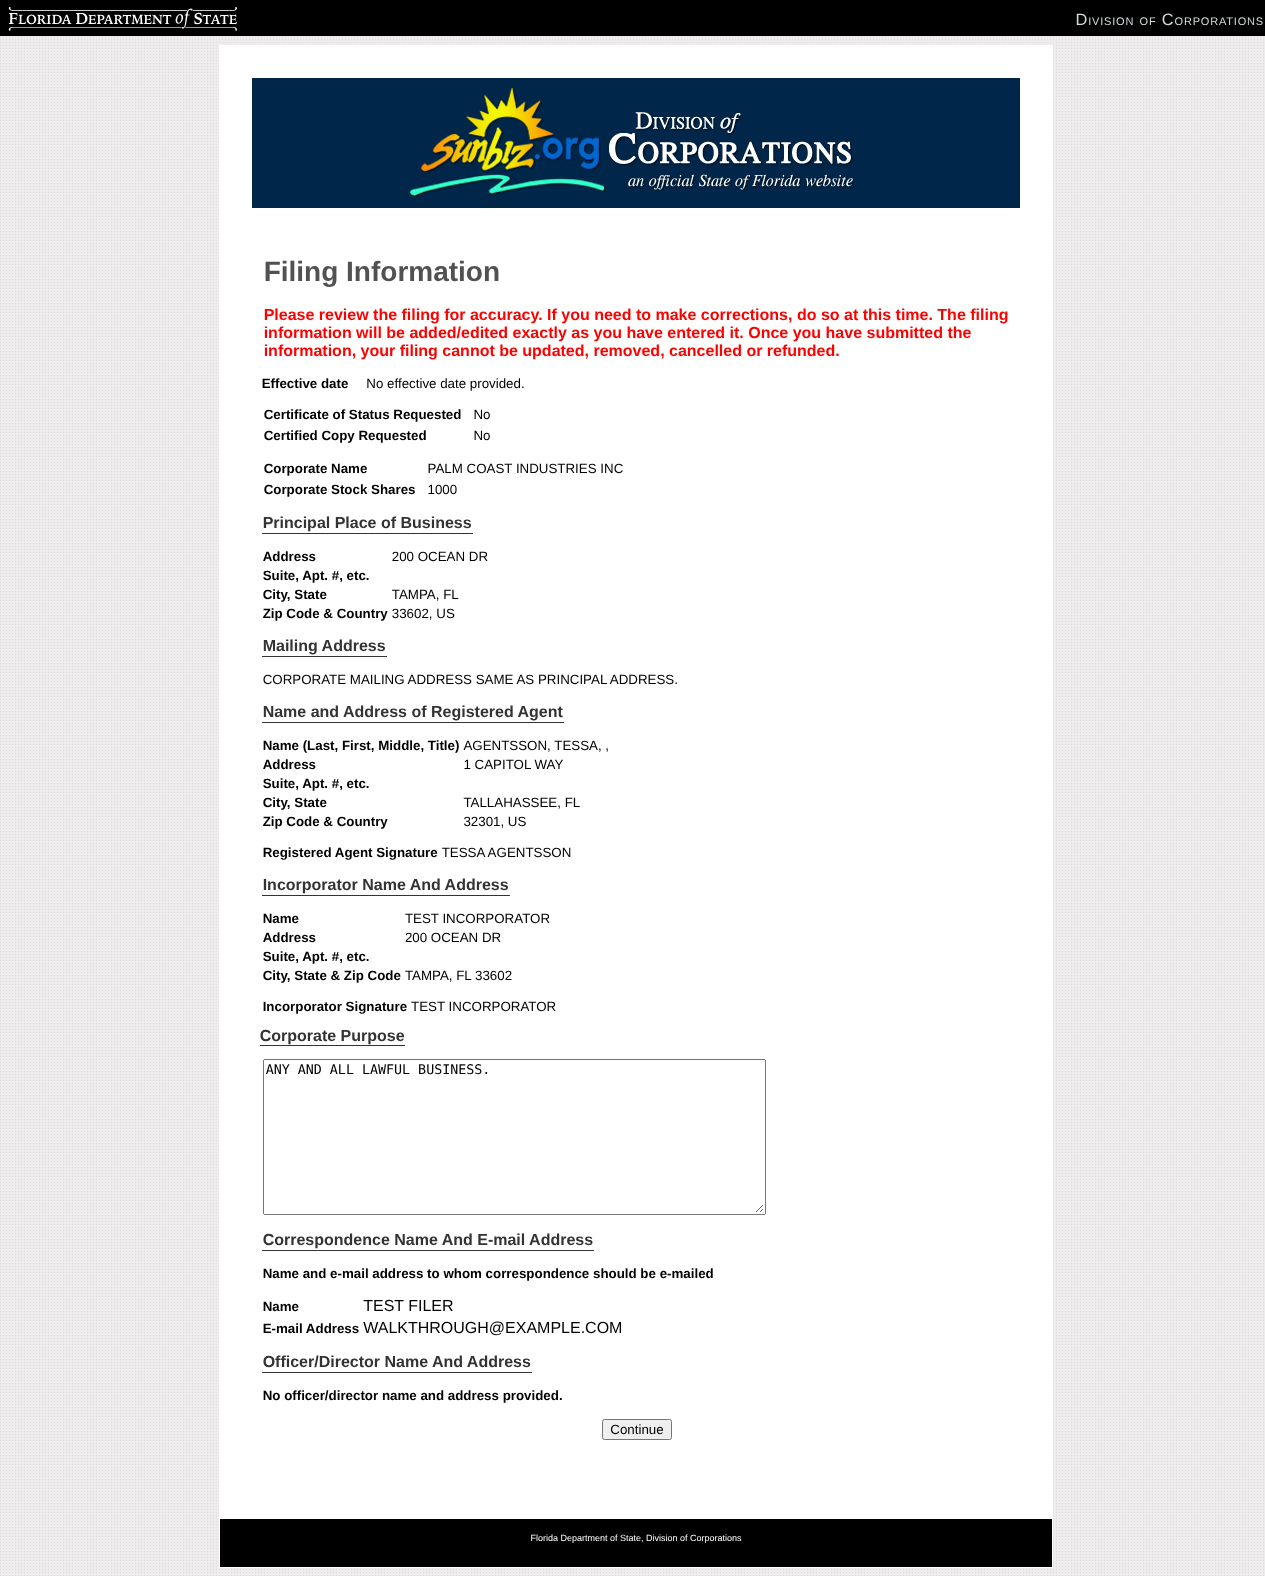 FLORIDA DEPARTMENT of STATE
DIVISION OF CORPORATIONS
Sunbiz.org
DIVISION of
CORPORATIONS
an official State of Florida website
Filing Information
Please review the filing for accuracy. If you need to make corrections, do so at this time. The filing
information will be added/edited exactly as you have entered it. Once you have submitted the
information, your filing cannot be updated, removed, cancelled or refunded.
Effective date No effective date provided.
Certificate of Status Requested No
Certified Copy Requested No
Corporate Name PALM COAST INDUSTRIES INC
Corporate Stock Shares 1000
Principal Place of Business
Address 200 OCEAN DR
Suite, Apt. #, etc.
City, State TAMPA, FL
Zip Code & Country 33602, US
Mailing Address
CORPORATE MAILING ADDRESS SAME AS PRINCIPAL ADDRESS.
Name and Address of Registered Agent
Name (Last, First, Middle, Title) AGENTSSON, TESSA, ,
Address 1 CAPITOL WAY
Suite, Apt. #, etc.
City, State TALLAHASSEE, FL
Zip Code & Country 32301, US
Registered Agent Signature TESSA AGENTSSON
Incorporator Name And Address
Name TEST INCORPORATOR
Address 200 OCEAN DR
Suite, Apt. #, etc.
City, State & Zip Code TAMPA, FL 33602
Incorporator Signature TEST INCORPORATOR
Corporate Purpose
ANY AND ALL LAWFUL BUSINESS.
Correspondence Name And E-mail Address
Name and e-mail address to whom correspondence should be e-mailed
Name TEST FILER
E-mail Address WALKTHROUGH@EXAMPLE.COM
Officer/Director Name And Address
No officer/director name and address provided.
Continue
Florida Department of State, Division of Corporations